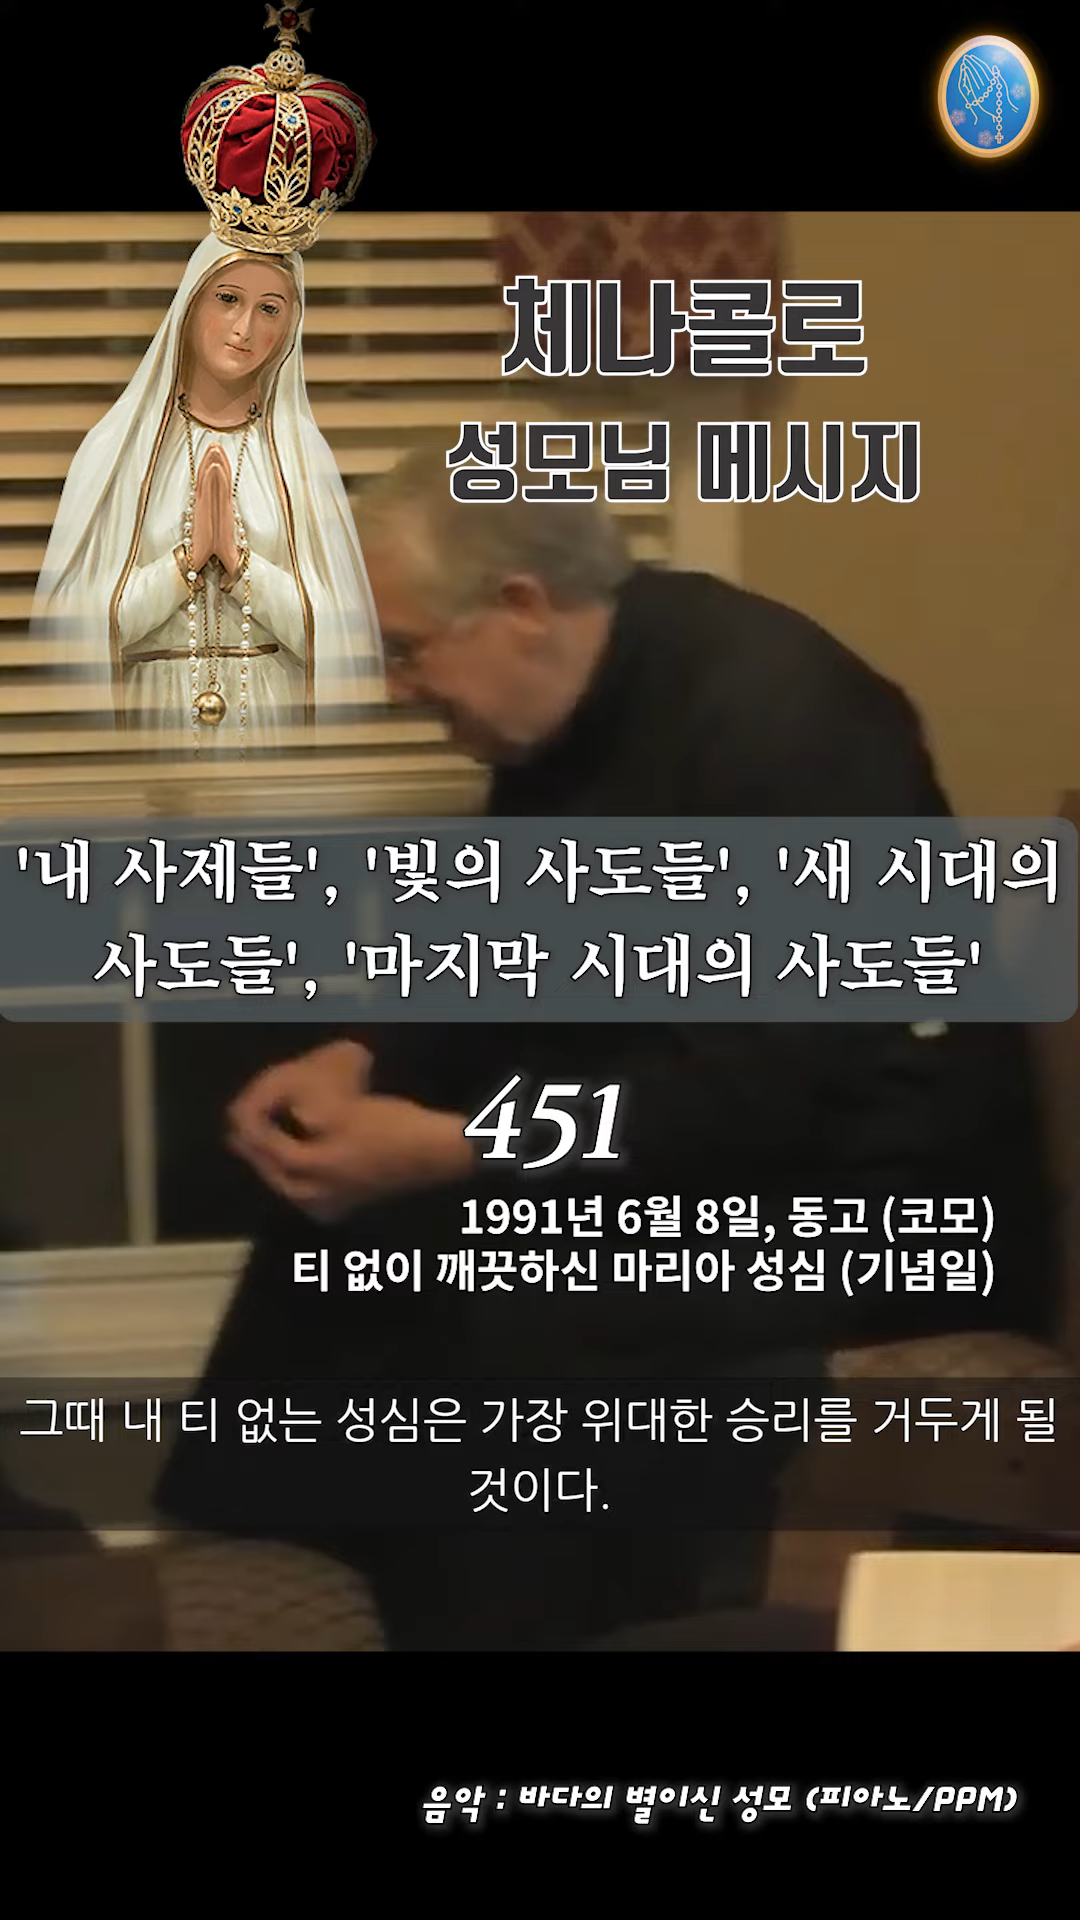 체나콜로
성모님 메시지
'내 사제들', '빛의 사도들', '새 시대의
사도들', '마지막 시대의 사도들'
451
1991년 6월 8일, 동고 (코모)
티 없이 깨끗하신 마리아 성심 (기념일)
그때 내 티 없는 성심은 가장 위대한 승리를 거두게 될
것이다.
음악 : 바다의 별이신 성모 (피아노/PPM)